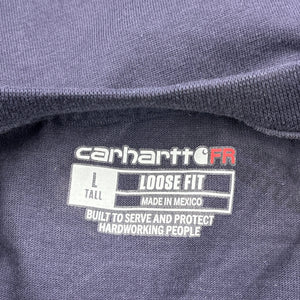 carhartt FR
L
TALL
LOOSE FIT
MADE IN MEXICO
BUILT TO SERVE AND PROTECT
HARDWORKING PEOPLE